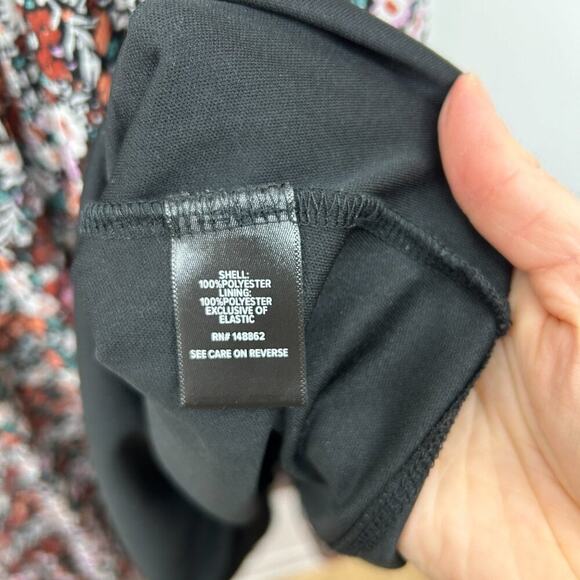 SHELL:
100%POLYESTER
LINING:
100%POLYESTER
EXCLUSIVE OF
ELASTIC
RN# 148862
SEE CARE ON REVERSE